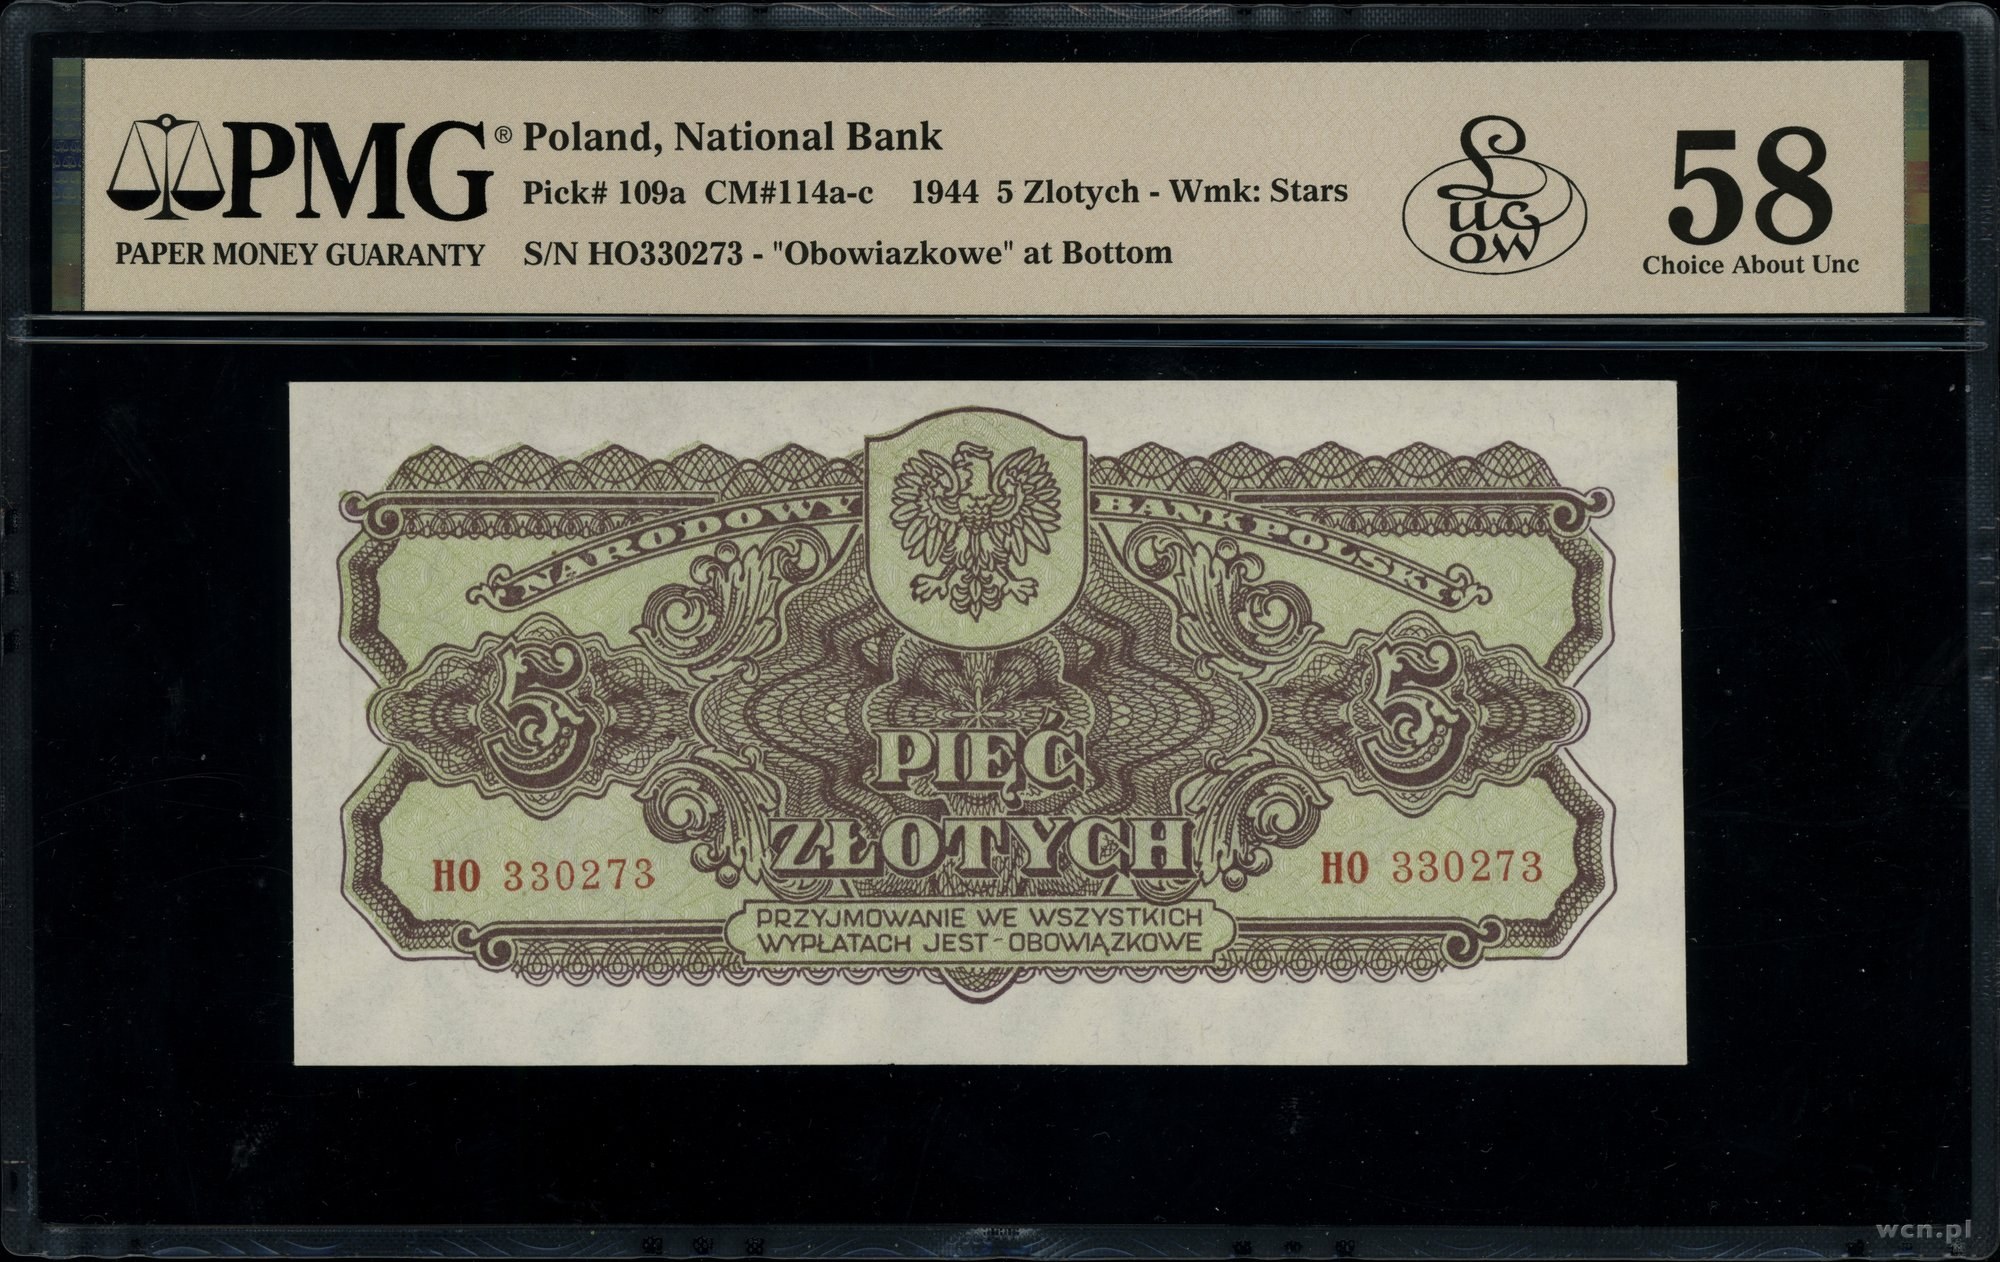 PMG®
PAPER MONEY GUARANTY
Poland, National Bank
Pick# 109a CM#114a-c 1944 5 Zlotych - Wmk: Stars
S/N HO330273 - "Obowiazkowe" at Bottom
Lucow
58
Choice About Unc
NARODOWY BANK POLSKI
5 5
PIĘĆ
ZŁOTYCH
HO 330273 HO 330273
PRZYJMOWANIE WE WSZYSTKICH
WYPŁATACH JEST - OBOWIĄZKOWE
wcn.pl